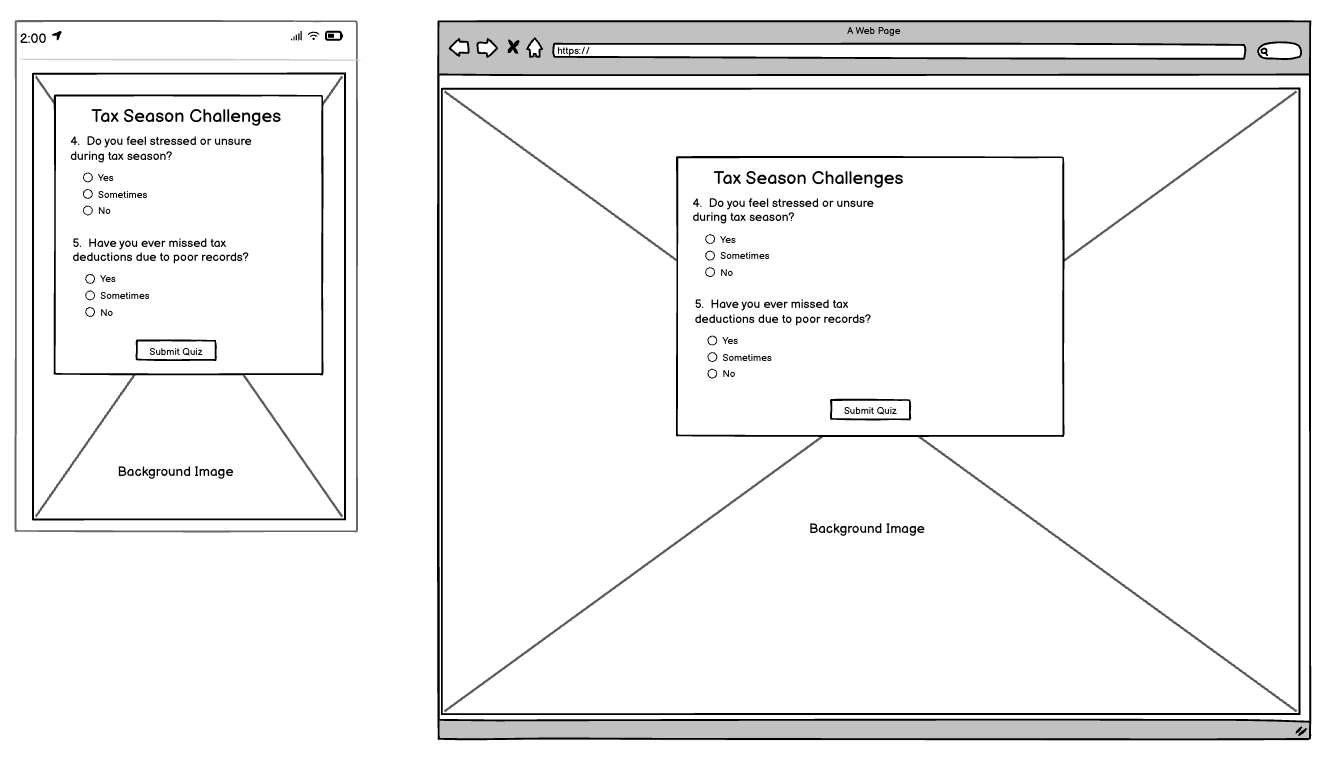 2:00
Tax Season Challenges
4. Do you feel stressed or unsure
during tax season?
Yes
Sometimes
No
5. Have you ever missed tax
deductions due to poor records?
Yes
Sometimes
No
Submit Quiz
Background Image
A Web Page
https://
Tax Season Challenges
4. Do you feel stressed or unsure
during tax season?
Yes
Sometimes
No
5. Have you ever missed tax
deductions due to poor records?
Yes
Sometimes
No
Submit Quiz
Background Image